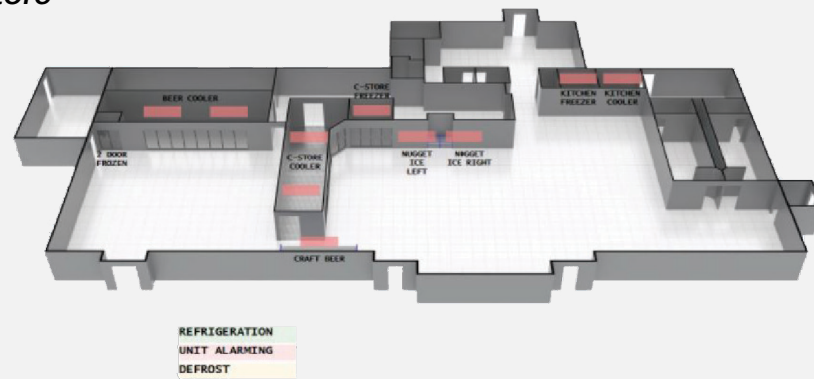 BEER COOLER
C-STORE
FREEZER
KITCHEN
FREEZER
KITCHEN
COOLER
2 DOOR
FROZEN
C-STORE
COOLER
NUGGET
ICE
LEFT
NUGGET
ICE RIGHT
CRAFT BEER
REFRIGERATION
UNIT ALARMING
DEFROST